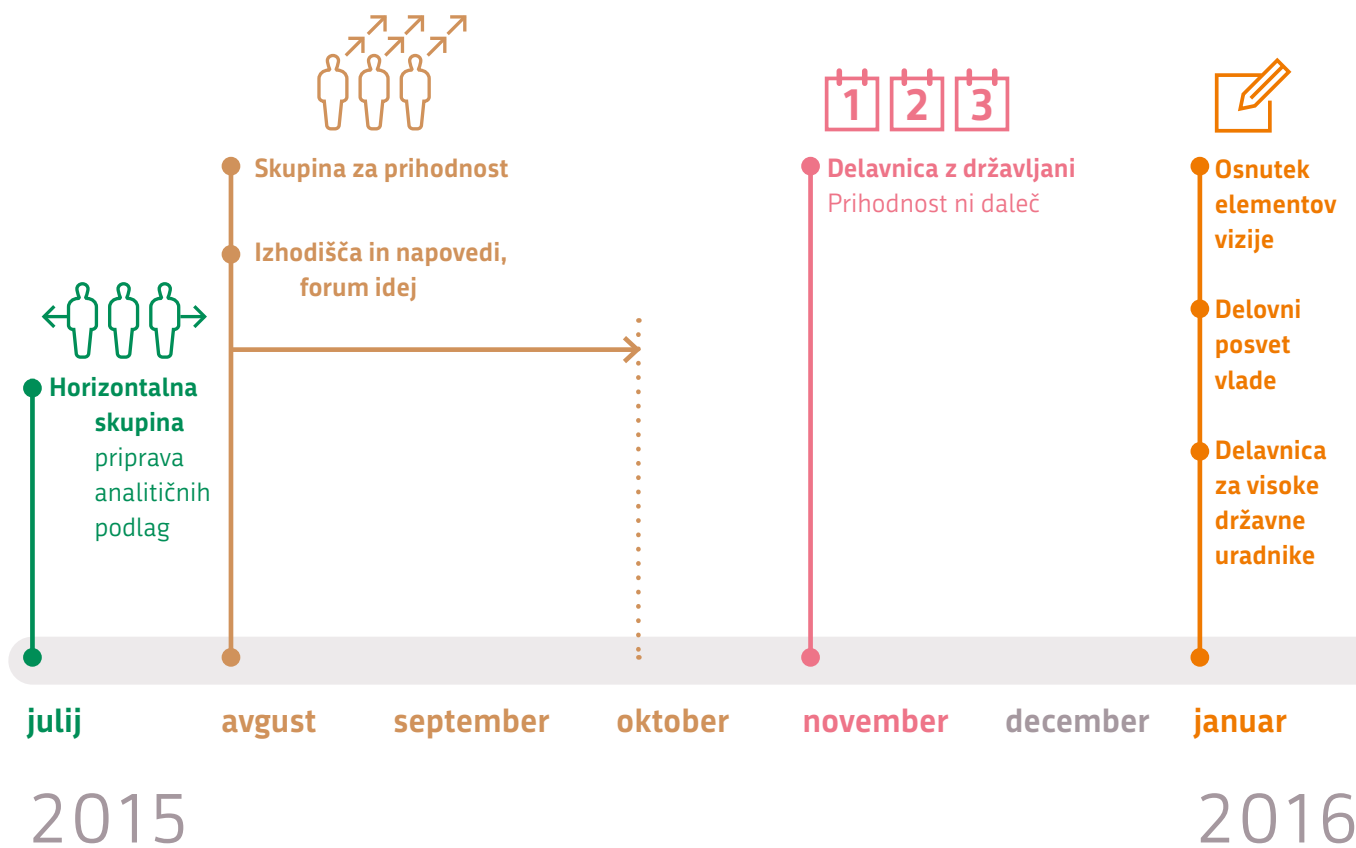 Horizontalna
skupina
priprava
analitičnih
podlag
Skupina za prihodnost
Izhodišča in napovedi,
forum idej
1 2 3
Delavnica z državljani
Prihodnost ni daleč
Osnutek
elementov
vizije
Delovni
posvet
vlade
Delavnica
za visoke
državne
uradnike
julij avgust september oktober november december januar
2015 2016